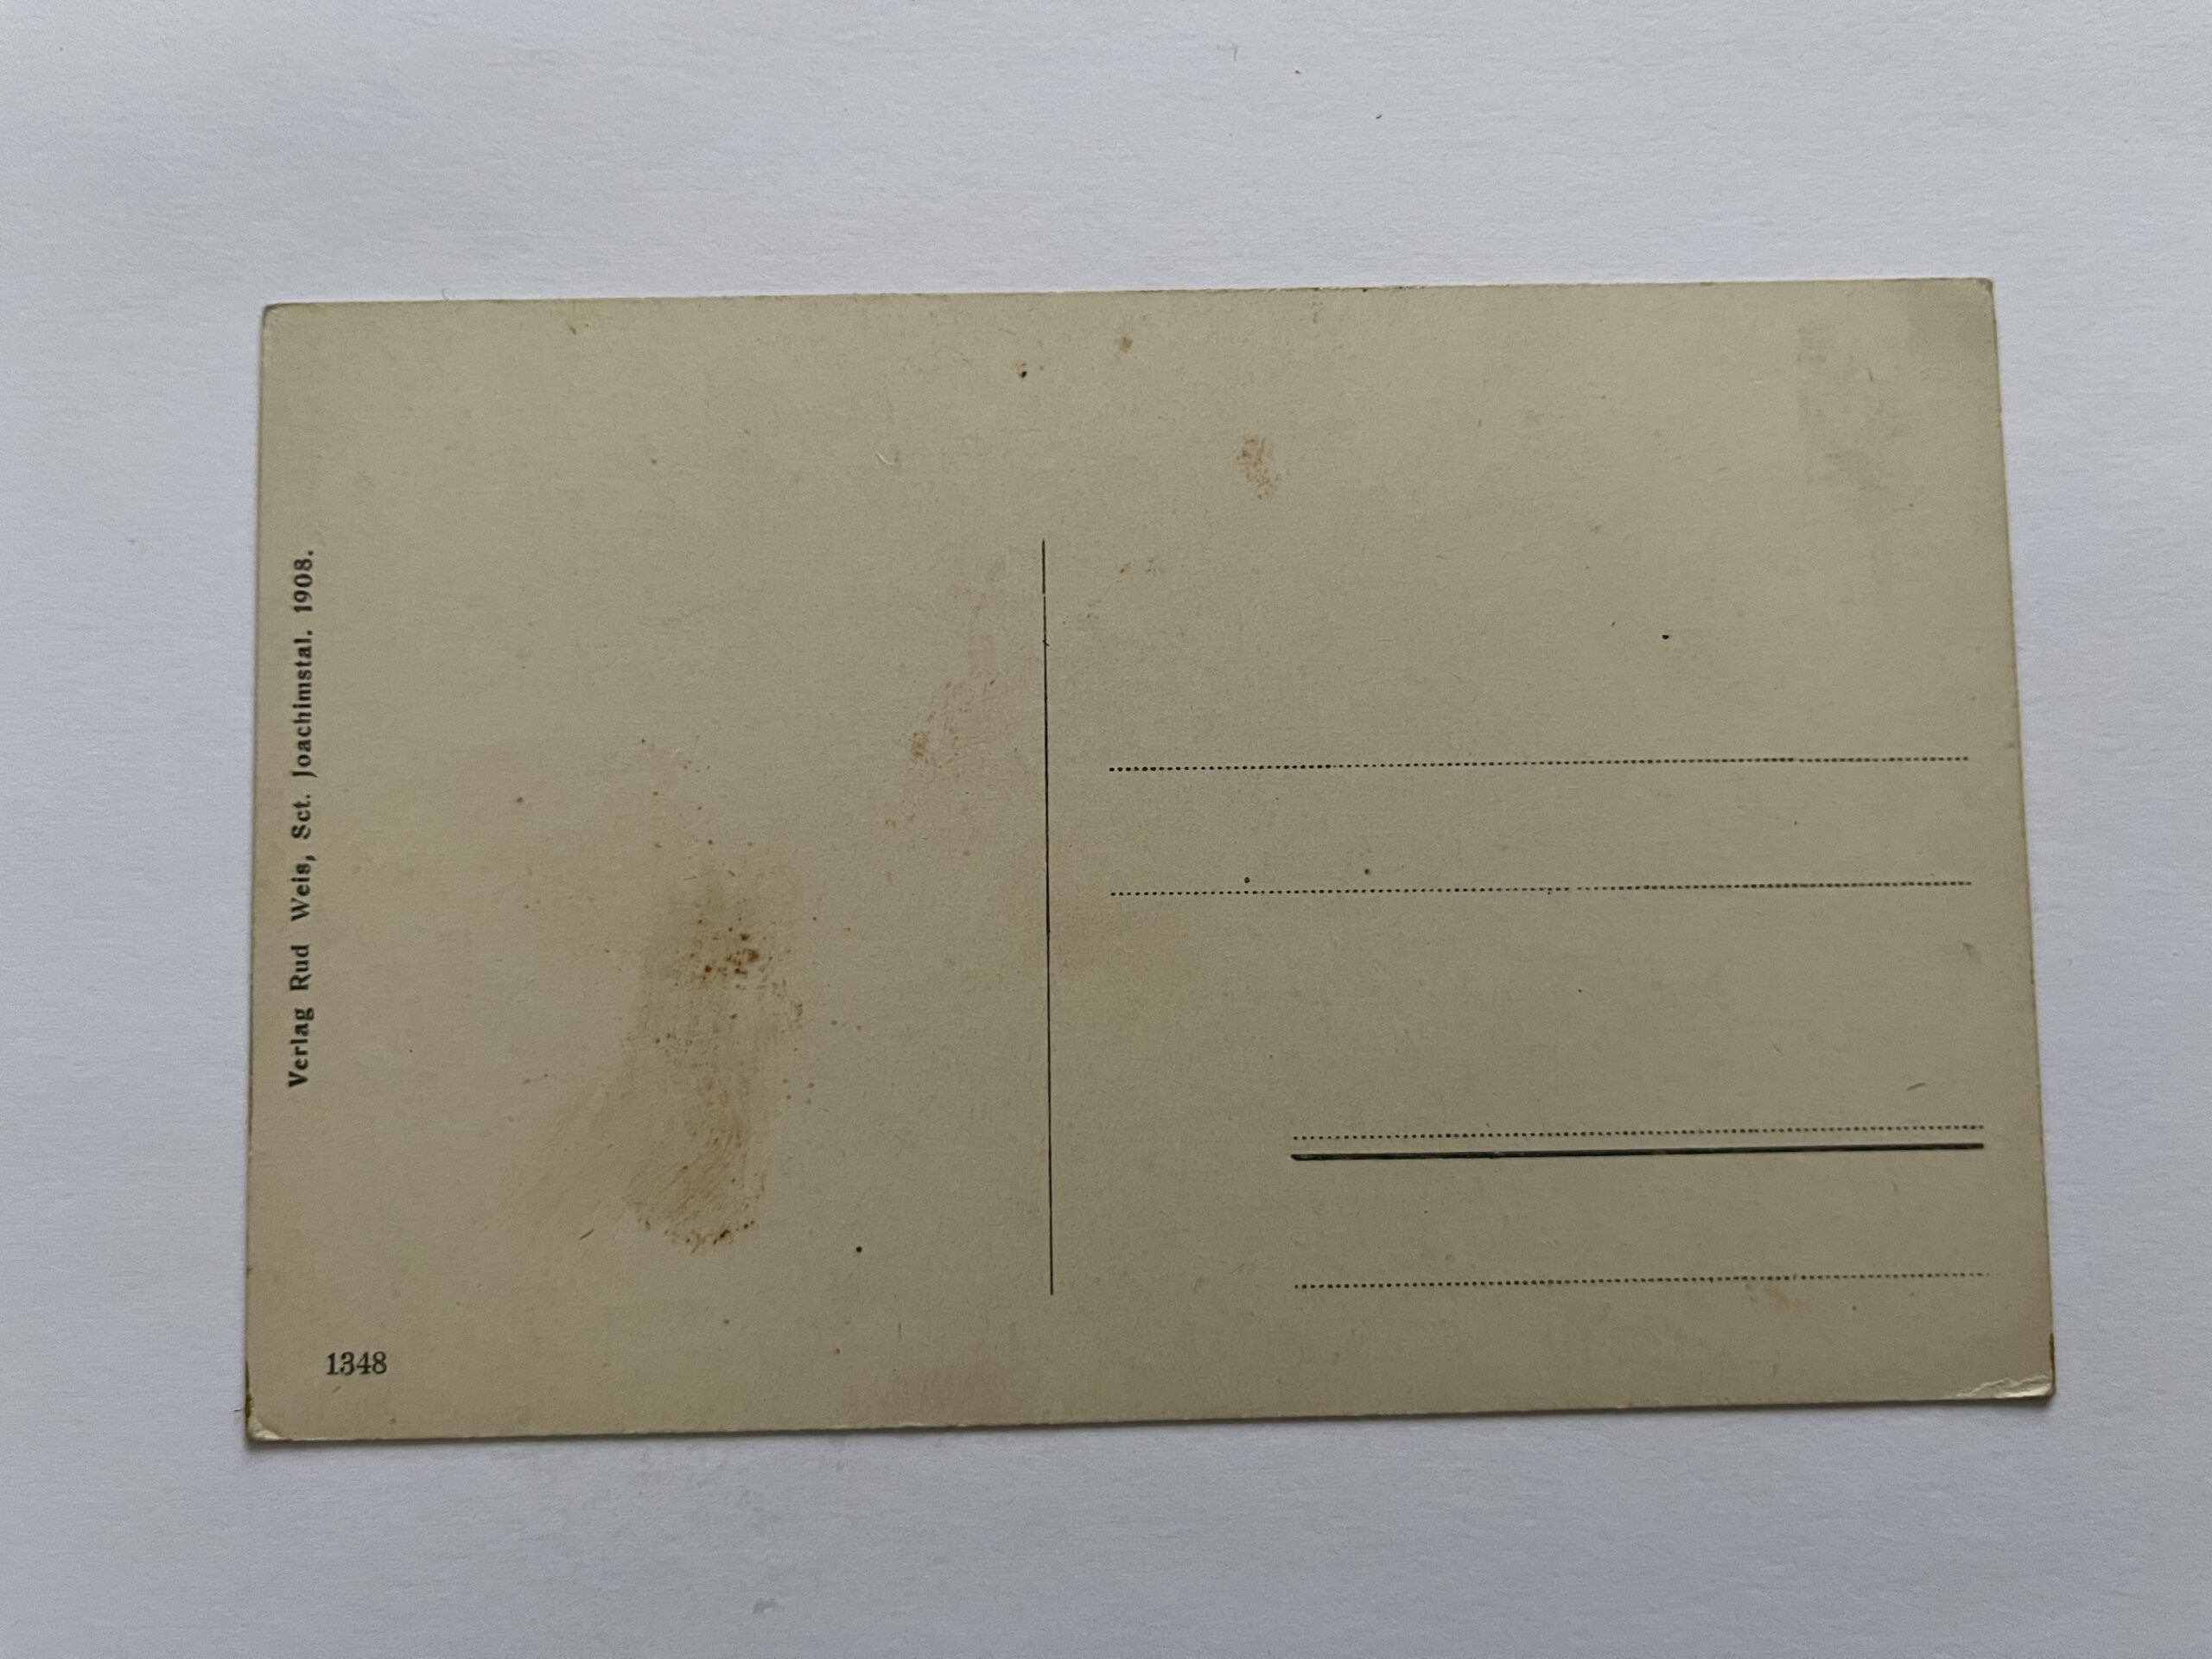 Verlag Rud Weis, Sct. Joachimstal. 1908.
1348